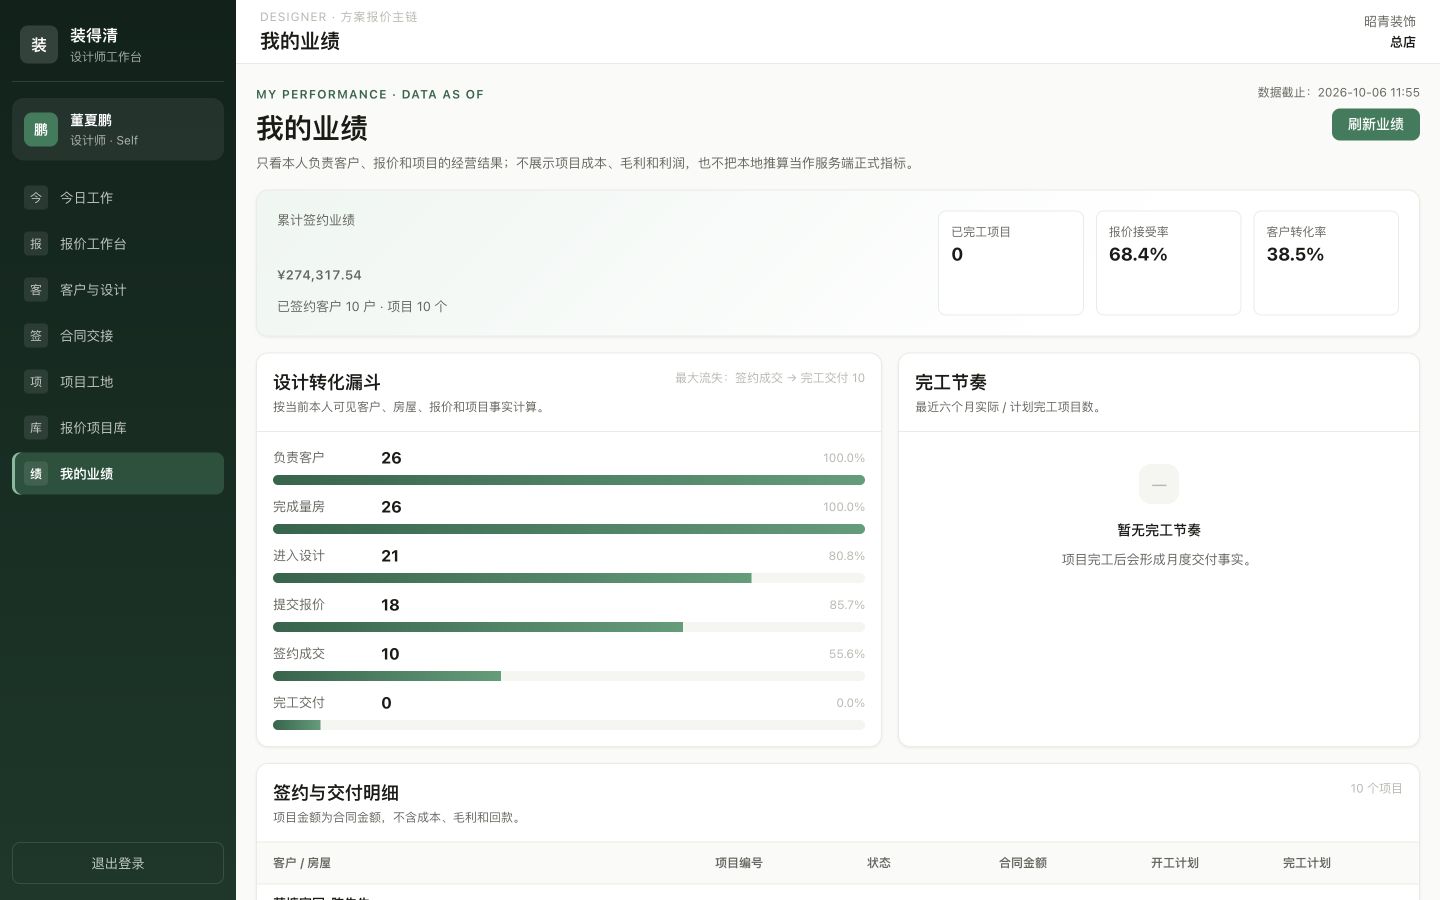 装
装得清
设计师工作台
鹏
董夏鹏
设计师 · Self
今 今日工作
报 报价工作台
客 客户与设计
签 合同交接
项 项目工地
库 报价项目库
绩 我的业绩
退出登录
DESIGNER · 方案报价主链
我的业绩
昭青装饰
总店
MY PERFORMANCE · DATA AS OF
我的业绩
只看本人负责客户、报价和项目的经营结果；不展示项目成本、毛利和利润，也不把本地推算当作服务端正式指标。
数据截止：2026-10-06 11:55
刷新业绩
累计签约业绩
¥274,317.54
已签约客户 10 户 · 项目 10 个
已完工项目
0
报价接受率
68.4%
客户转化率
38.5%
设计转化漏斗
最大流失：签约成交 → 完工交付 10
按当前本人可见客户、房屋、报价和项目事实计算。
负责客户 26 100.0%
完成量房 26 100.0%
进入设计 21 80.8%
提交报价 18 85.7%
签约成交 10 55.6%
完工交付 0 0.0%
完工节奏
最近六个月实际 / 计划完工项目数。
—
暂无完工节奏
项目完工后会形成月度交付事实。
签约与交付明细
10 个项目
项目金额为合同金额，不含成本、毛利和回款。
客户 / 房屋 项目编号 状态 合同金额 开工计划 完工计划